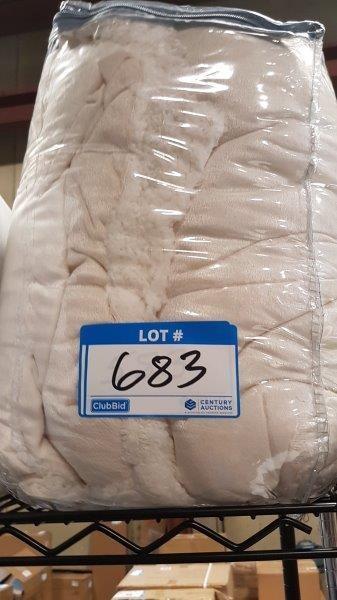 LOT #
683
ClubBid
CENTURY
AUCTIONS